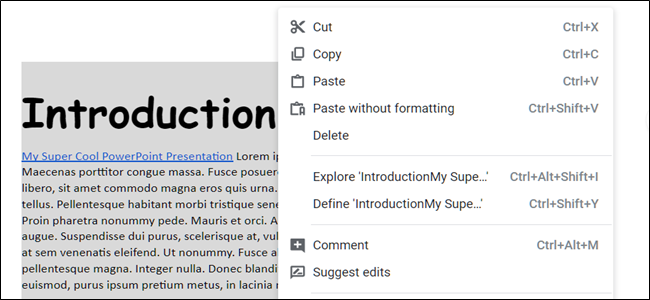 Cut Ctrl+X
Copy Ctrl+C
Paste Ctrl+V
Paste without formatting Ctrl+Shift+V
Delete
Explore 'IntroductionMy Supe...' Ctrl+Alt+Shift+I
Define 'IntroductionMy Supe...' Ctrl+Shift+Y
Comment Ctrl+Alt+M
Suggest edits
Introduction
My Super Cool PowerPoint Presentation Lorem ip
Maecenas porttitor congue massa. Fusce posuer
libero, sit amet commodo magna eros quis urna.
tellus. Pellentesque habitant morbi tristique sene
Proin pharetra nonummy pede. Mauris et orci. A
augue. Suspendisse dui purus, scelerisque at, vul
at sem venenatis eleifend. Ut nonummy. Fusce a
pellentesque magna. Integer nulla. Donec blandi
euismod, purus ipsum pretium metus, in lacinia n